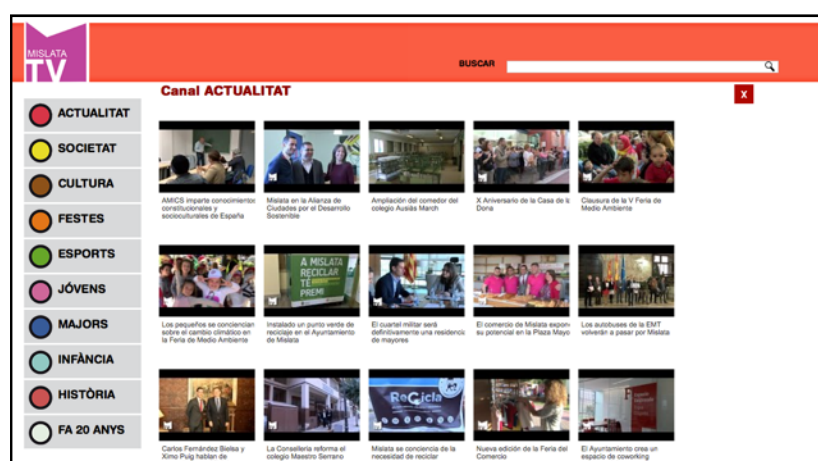 MISLATA
TV
BUSCAR
Canal ACTUALITAT
X
ACTUALITAT
SOCIETAT
CULTURA
FESTES
ESPORTS
JÓVENS
MAJORS
INFÀNCIA
HISTÒRIA
FA 20 ANYS
AMICS imparte conocimientos
constitucionales y
socioculturales de España
Mislata en la Alianza de
Ciudades por el Desarrollo
Sostenible
Ampliación del comedor del
colegio Ausiàs March
X Aniversario de la Casa de la
Dona
Clausura de la V Feria de
Medio Ambiente
Los pequeños se conciencian
sobre el cambio climático en
la Feria de Medio Ambiente
A MISLATA
RECICLAR
TÉ
PREMI
Instalado un punto verde de
reciclaje en el Ayuntamiento
de Mislata
El cuartel militar será
definitivamente una residencia
de mayores
El comercio de Mislata expone
su potencial en la Plaza Mayo
Los autobuses de la EMT
volverán a pasar por Mislata
Carlos Fernández Bielsa y
Ximo Puig hablan de
La Conselleria reforma el
colegio Maestro Serrano
ReCicla
Mislata se conciencia de la
necesidad de reciclar
Nueva edición de la Feria del
Comercio
El Ayuntamiento crea un
espacio de coworking